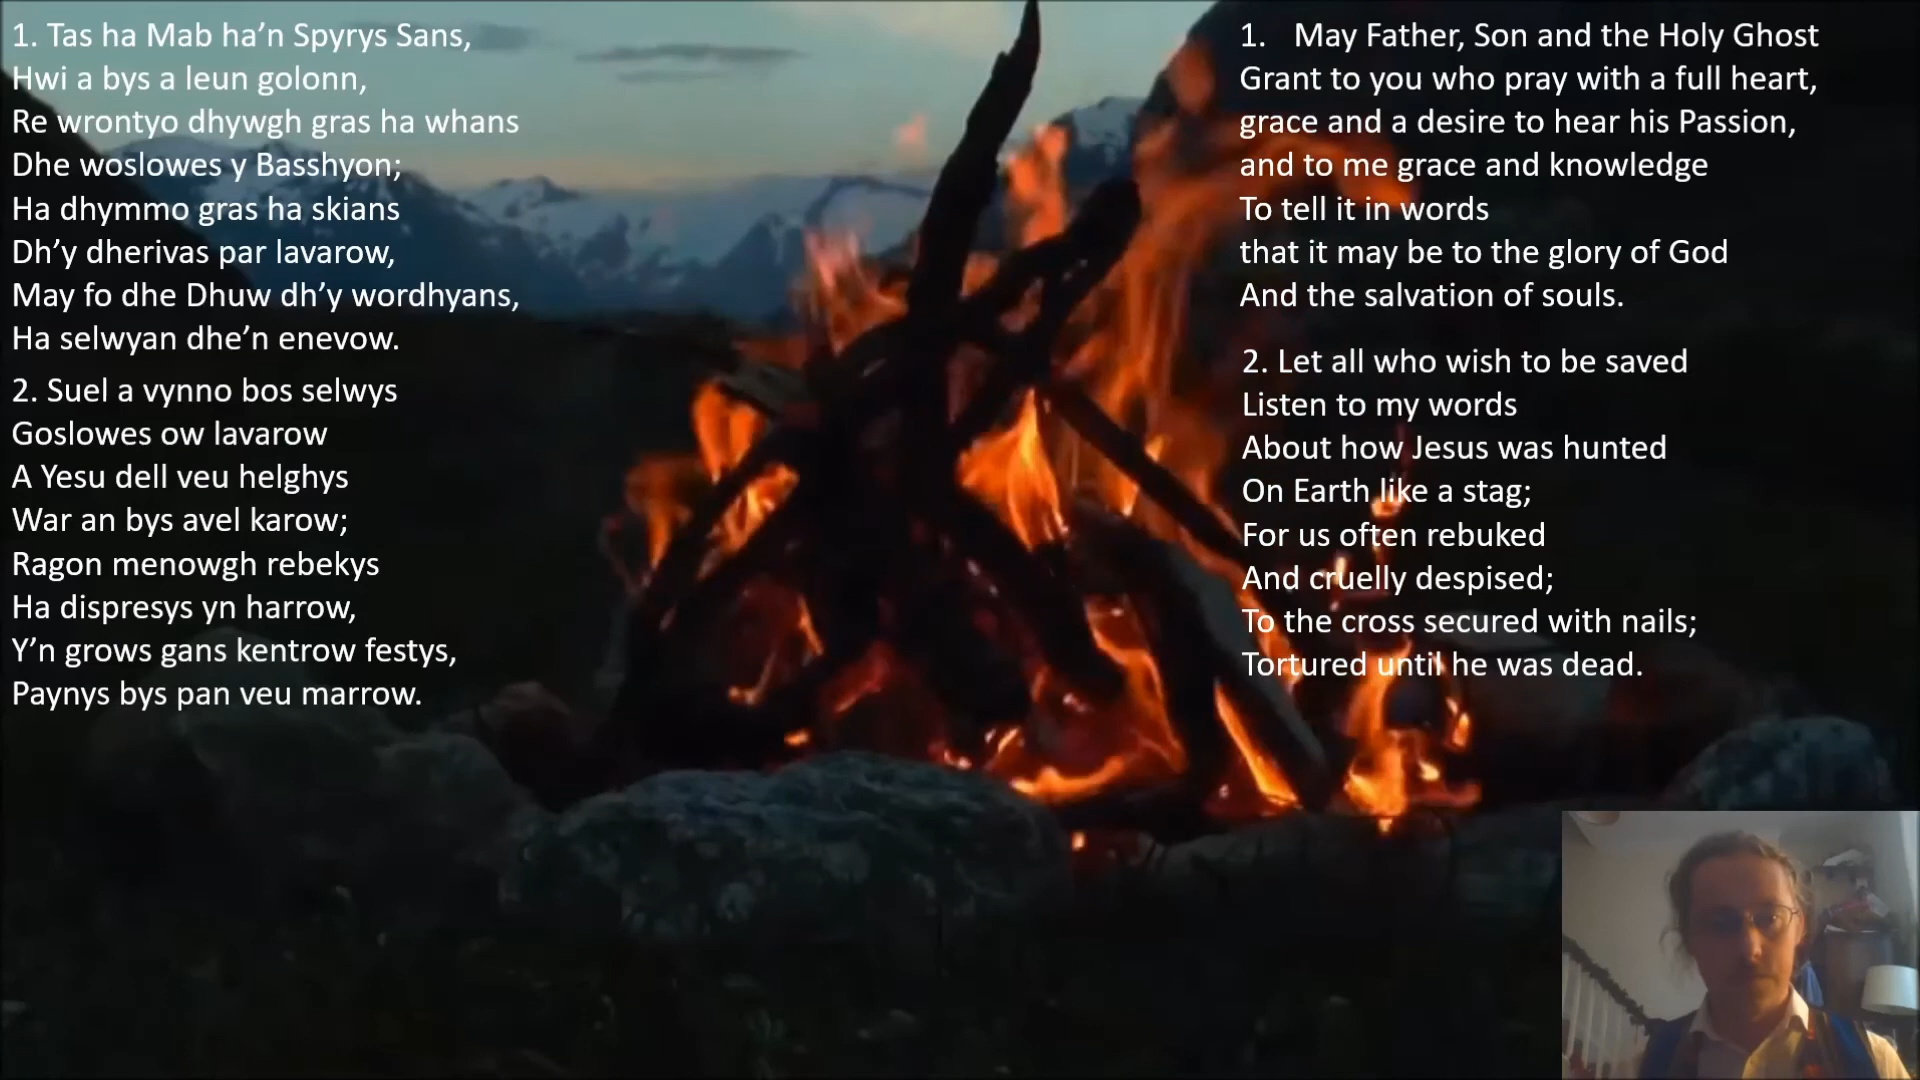 1. Tas ha Mab ha’n Spyrys Sans,
Hwi a bys a leun golonn,
Re wrontyo dhywgh gras ha whans
Dhe woslowes y Basshyon;
Ha dhymmo gras ha skians
Dh’y dherivas par lavarow,
May fo dhe Dhuw dh’y wordhyans,
Ha selwyan dhe’n enevow.
2. Suel a vynno bos selwys
Goslowes ow lavarow
A Yesu dell veu helghys
War an bys avel karow;
Ragon menowgh rebekys
Ha dispresys yn harrow,
Y’n grows gans kentrow festys,
Paynys bys pan veu marrow.
1. May Father, Son and the Holy Ghost
Grant to you who pray with a full heart,
grace and a desire to hear his Passion,
and to me grace and knowledge
To tell it in words
that it may be to the glory of God
And the salvation of souls.
2. Let all who wish to be saved
Listen to my words
About how Jesus was hunted
On Earth like a stag;
For us often rebuked
And cruelly despised;
To the cross secured with nails;
Tortured until he was dead.